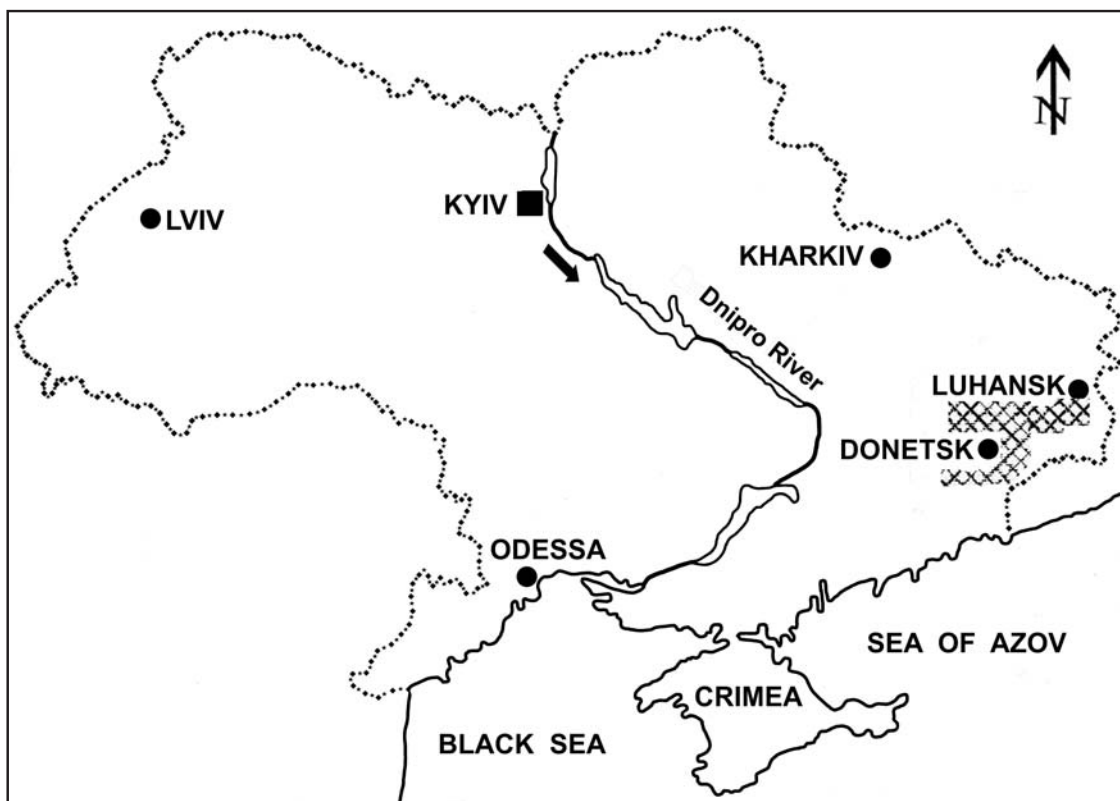 N
KYIV
LVIV
KHARKIV
Dnipro River
LUHANSK
DONETSK
ODESSA
SEA OF AZOV
CRIMEA
BLACK SEA